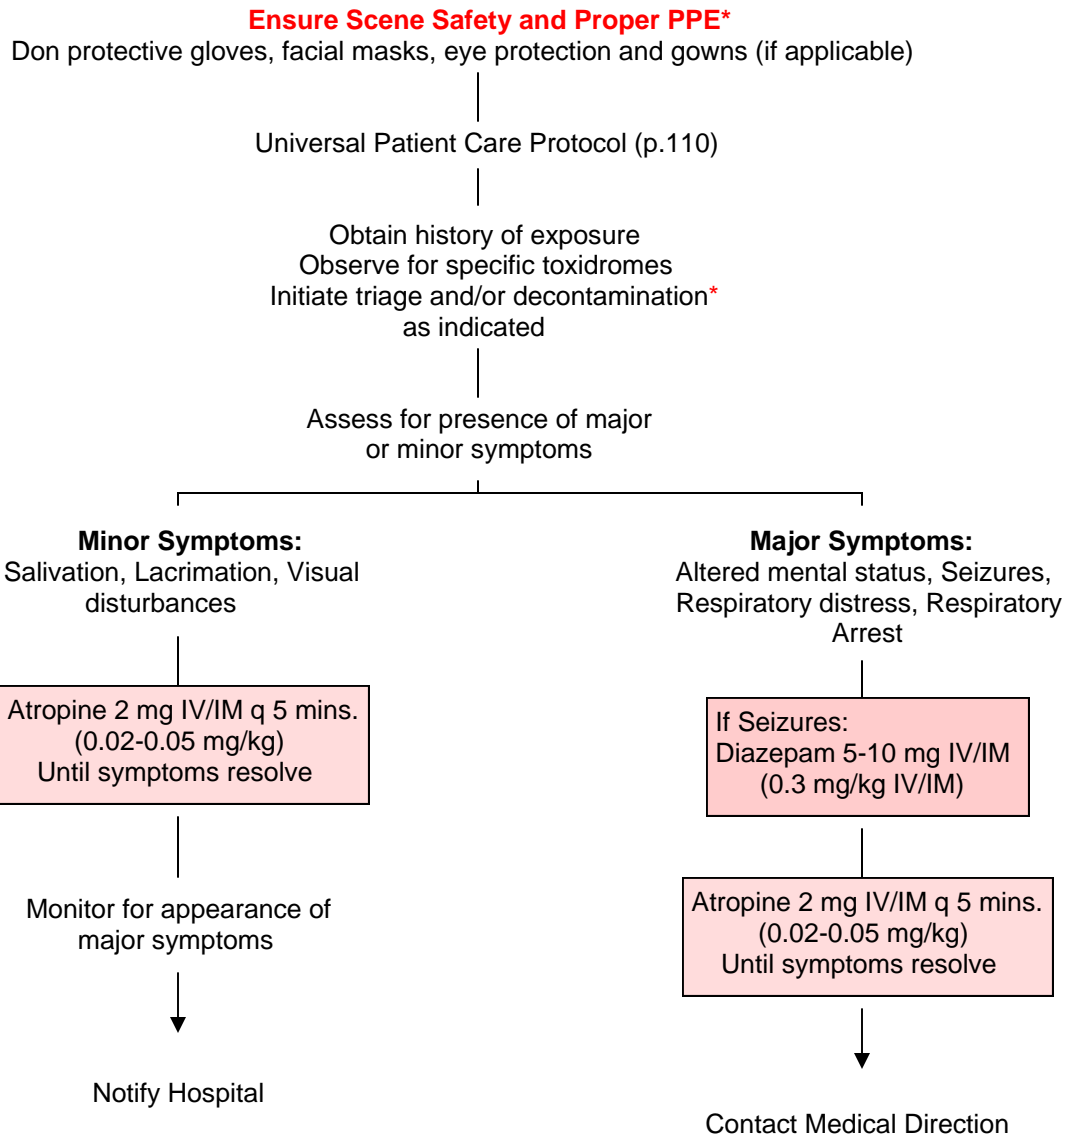 Ensure Scene Safety and Proper PPE*
Don protective gloves, facial masks, eye protection and gowns (if applicable)
Universal Patient Care Protocol (p.110)
Obtain history of exposure
Observe for specific toxidromes
Initiate triage and/or decontamination*
as indicated
Assess for presence of major
or minor symptoms
Minor Symptoms:
Salivation, Lacrimation, Visual
disturbances
Atropine 2 mg IV/IM q 5 mins.
(0.02-0.05 mg/kg)
Until symptoms resolve
Monitor for appearance of
major symptoms
Notify Hospital
Major Symptoms:
Altered mental status, Seizures,
Respiratory distress, Respiratory
Arrest
If Seizures:
Diazepam 5-10 mg IV/IM
(0.3 mg/kg IV/IM)
Atropine 2 mg IV/IM q 5 mins.
(0.02-0.05 mg/kg)
Until symptoms resolve
Contact Medical Direction